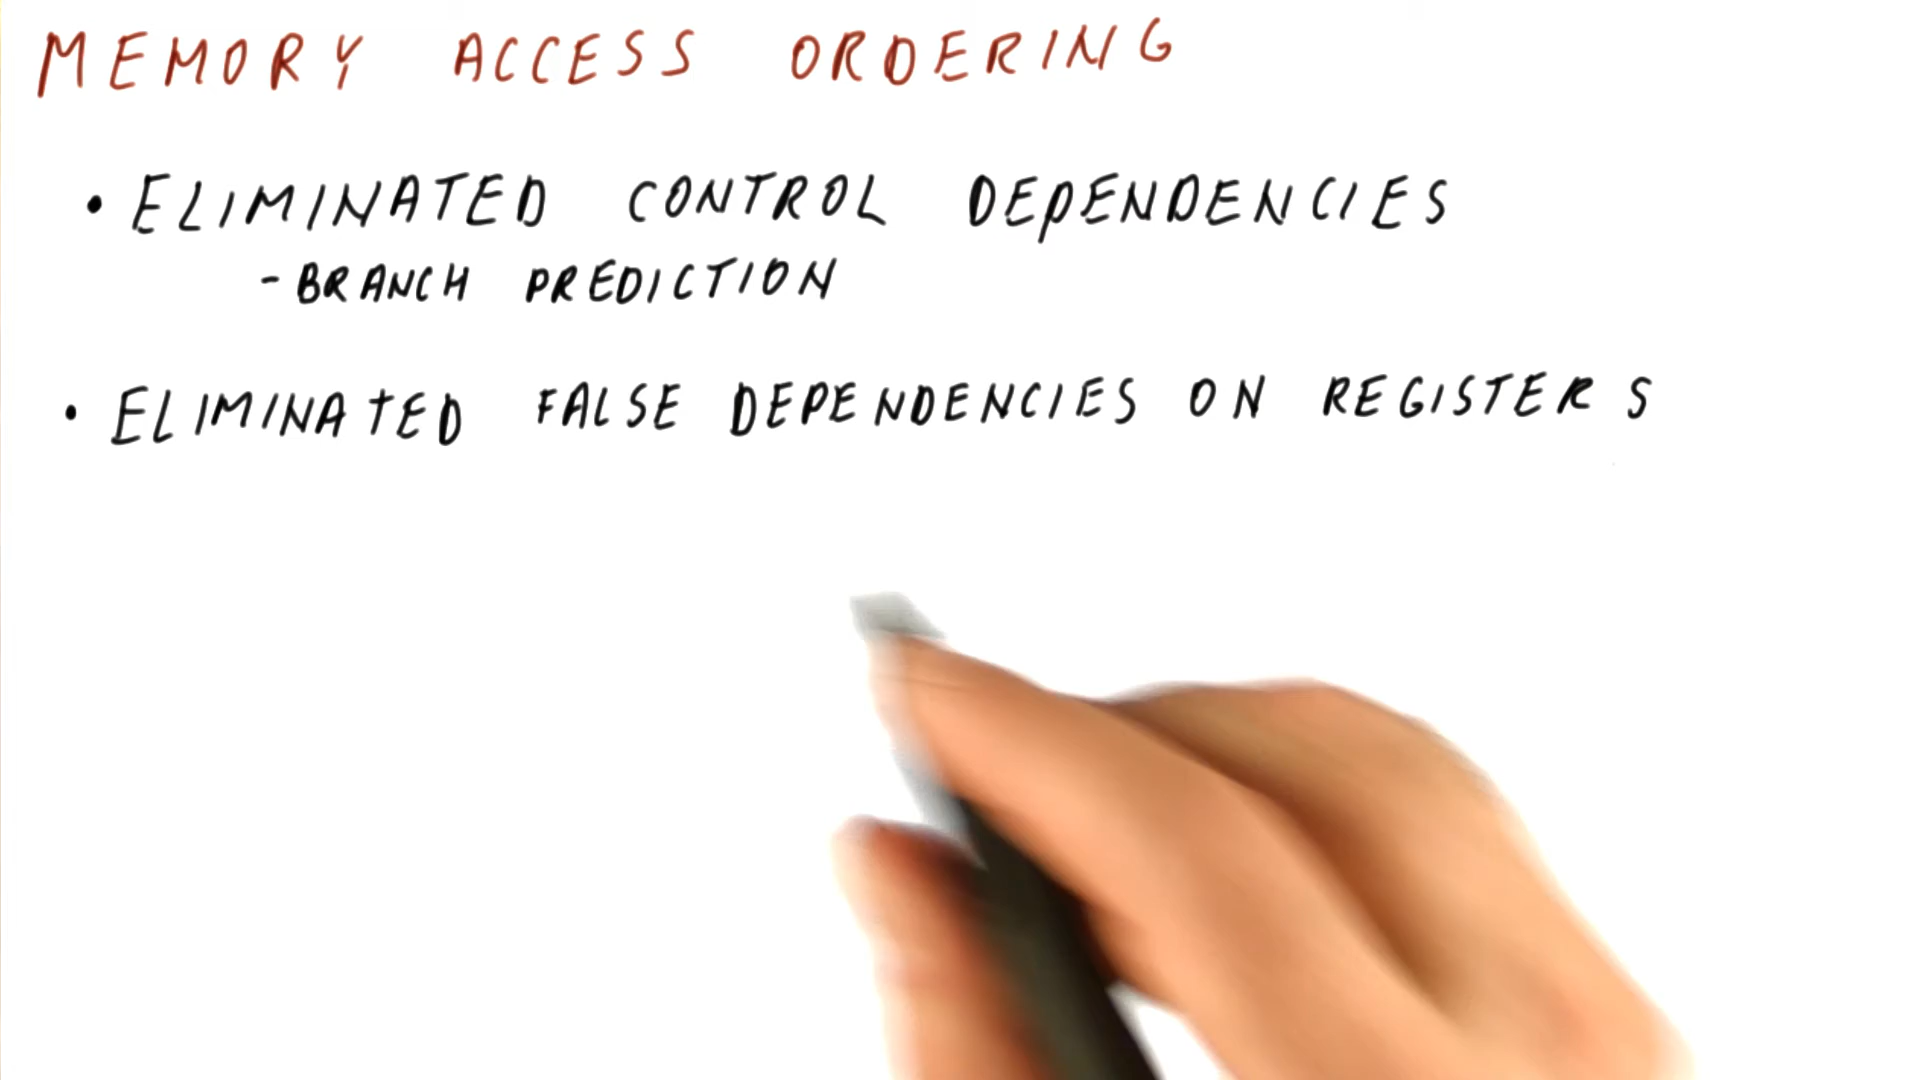 MEMORY ACCESS ORDERING
• ELIMINATED CONTROL DEPENDENCIES
- BRANCH PREDICTION
• ELIMINATED FALSE DEPENDENCIES ON REGISTERS